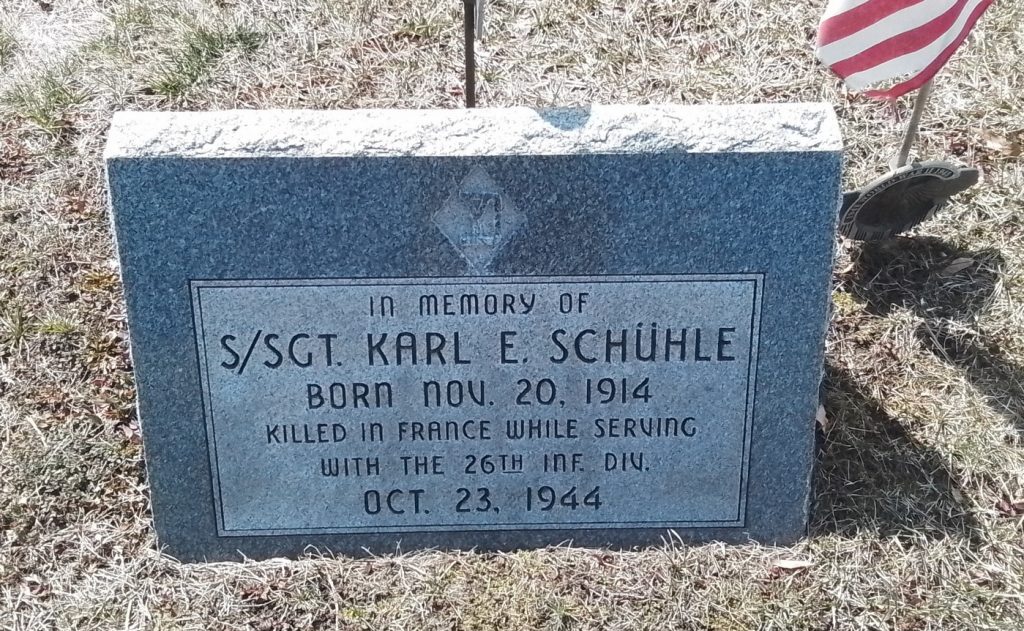 IN MEMORY OF
S/SGT. KARL E. SCHÜHLE
BORN NOV. 20, 1914
KILLED IN FRANCE WHILE SERVING
WITH THE 26TH INF. DIV.
OCT. 23, 1944